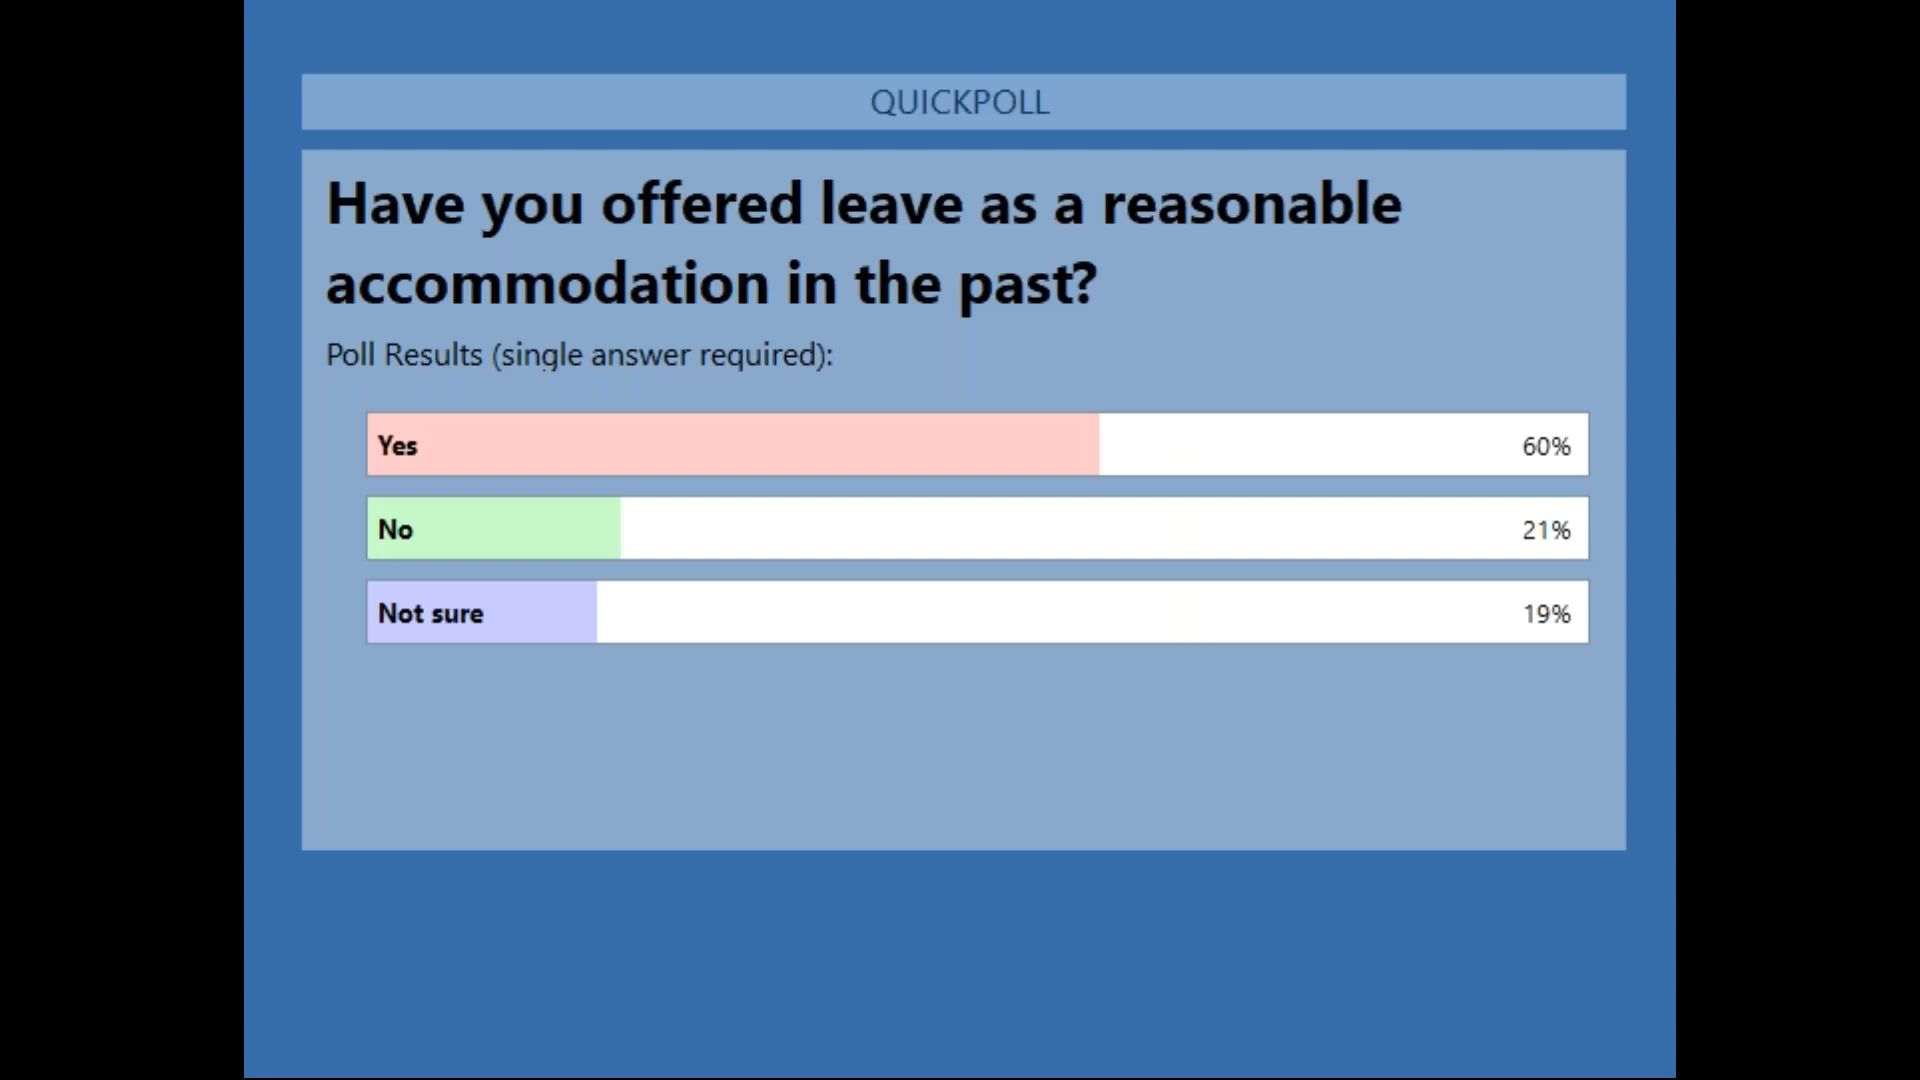 QUICKPOLL
Have you offered leave as a reasonable
accommodation in the past?
Poll Results (single answer required):
Yes 60%
No 21%
Not sure 19%